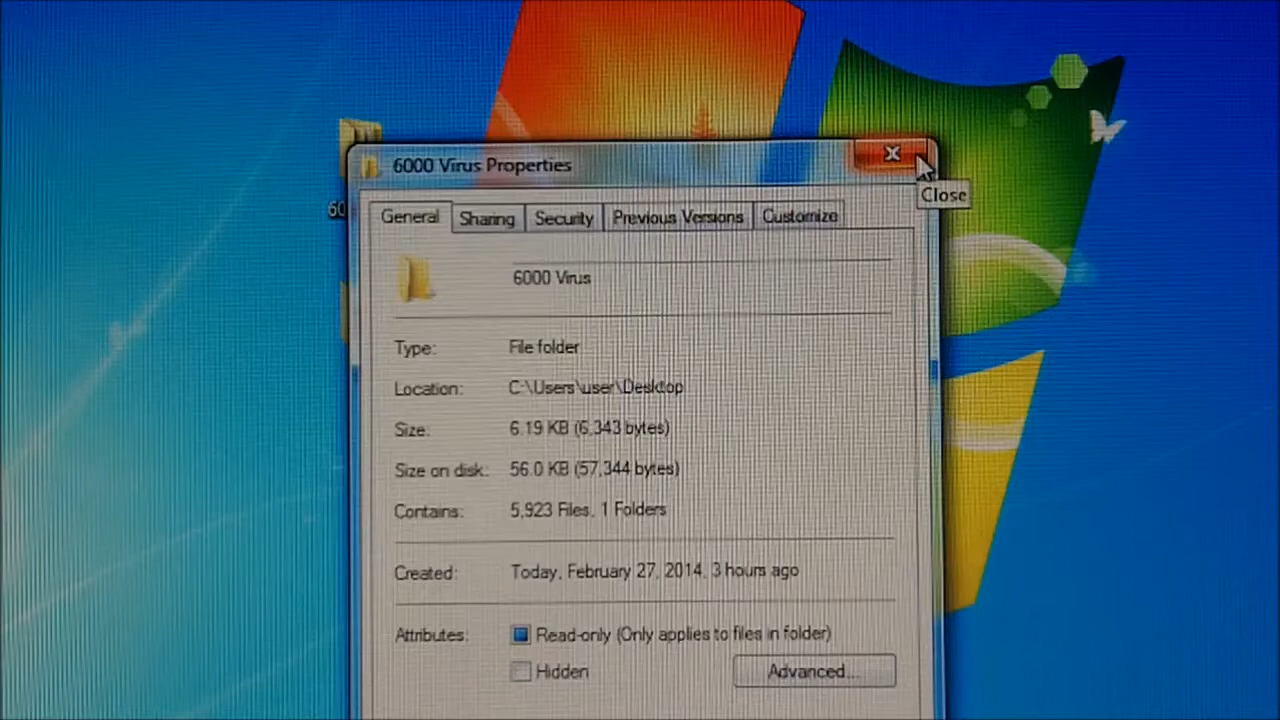 6000 Virus Properties
Close
60
General Sharing Security Previous Versions Customize
6000 Virus
Type: File folder
Location: C:\Users\user\Desktop
Size: 6.19 KB (6,343 bytes)
Size on disk: 56.0 KB (57,344 bytes)
Contains: 5,923 Files, 1 Folders
Created: Today, February 27, 2014, 3 hours ago
Attributes: Read-only (Only applies to files in folder)
Hidden Advanced...